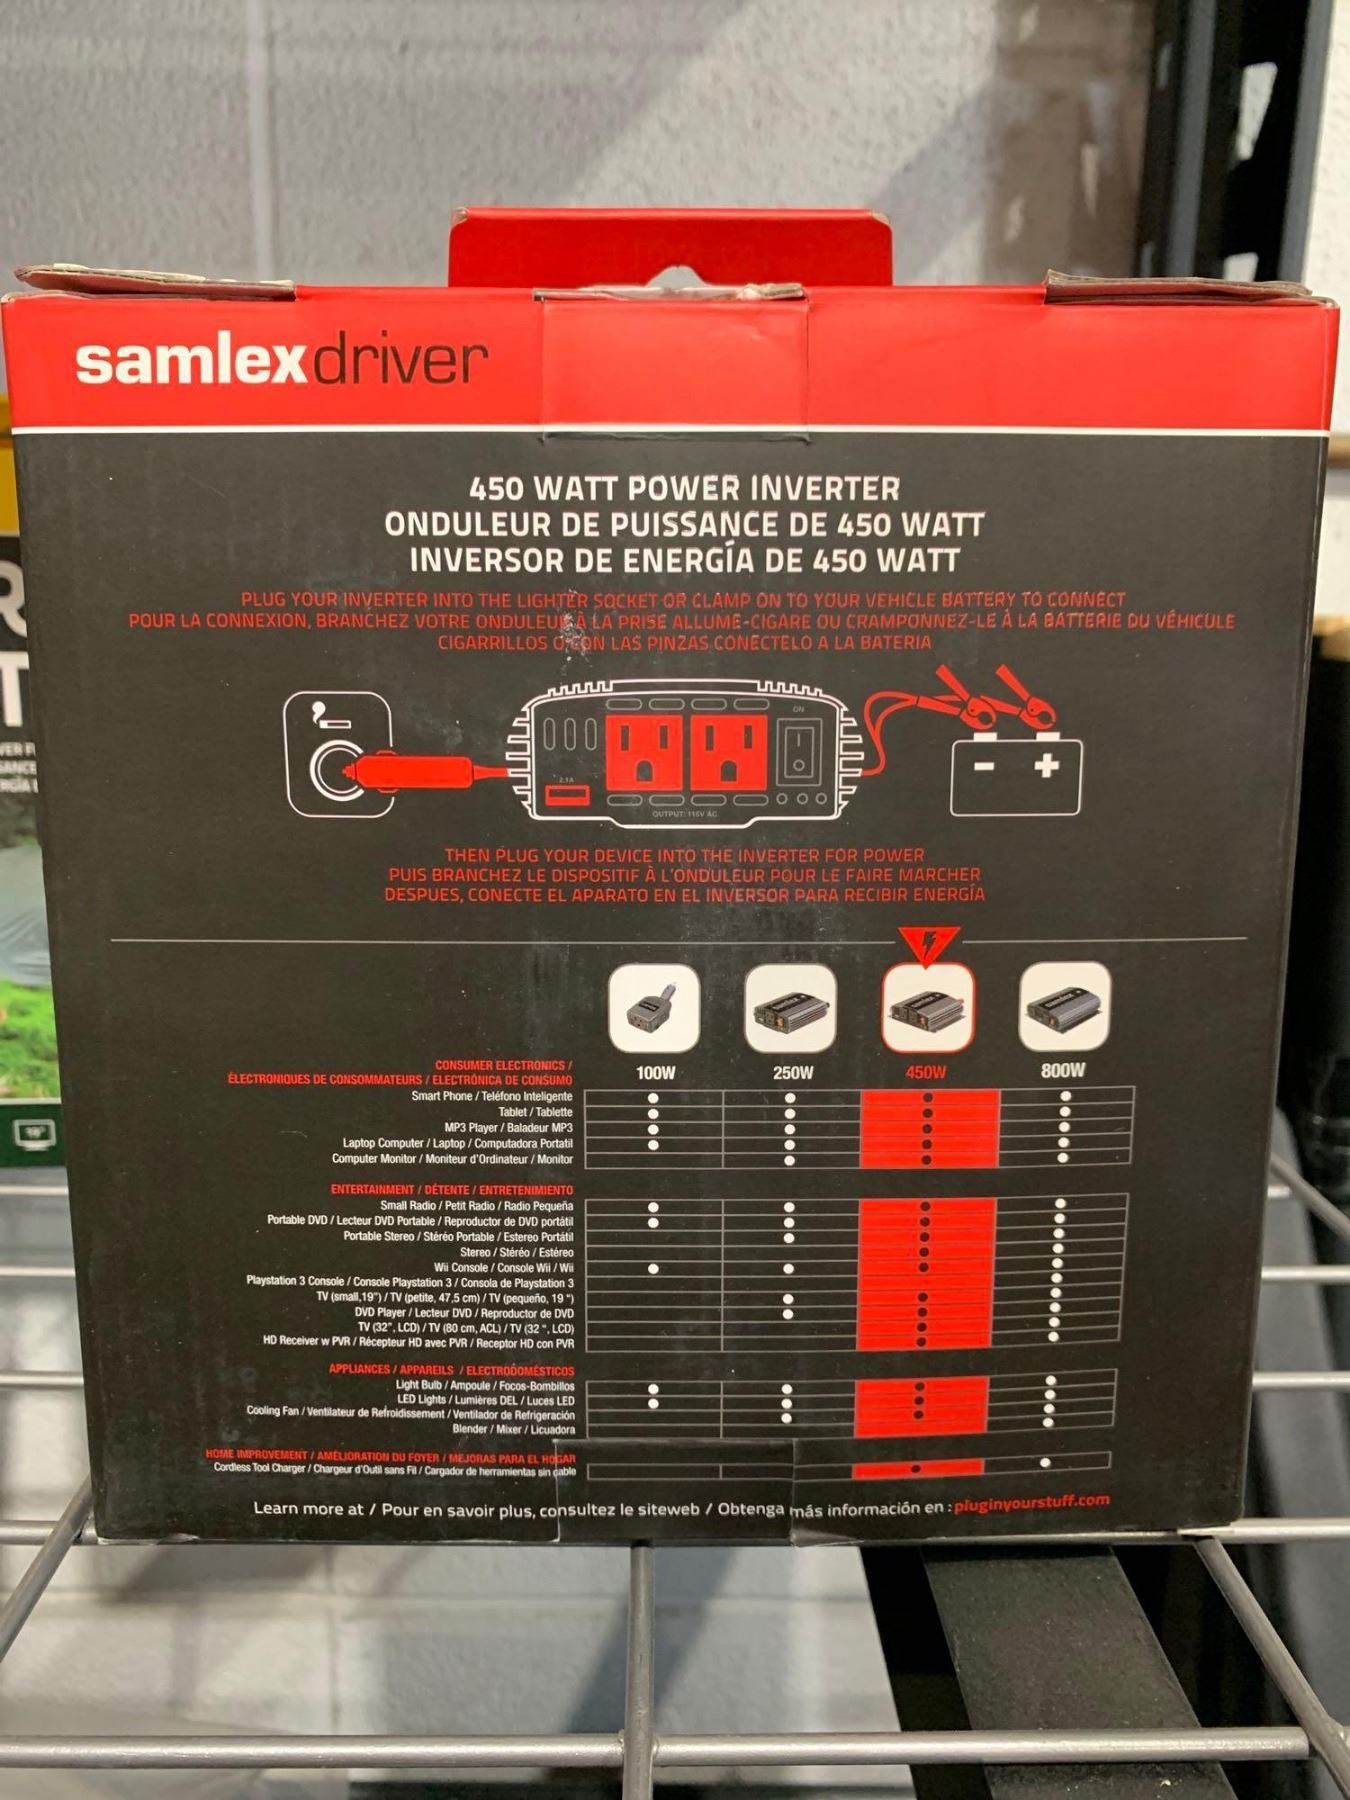 samlexdriver
450 WATT POWER INVERTER
ONDULEUR DE PUISSANCE DE 450 WATT
INVERSOR DE ENERGÍA DE 450 WATT
PLUG YOUR INVERTER INTO THE LIGHTER SOCKET OR CLAMP ON TO YOUR VEHICLE BATTERY TO CONNECT
POUR LA CONNEXION, BRANCHEZ VOTRE ONDULEUR À LA PRISE ALLUME-CIGARE OU CRAMPONNEZ-LE À LA BATTERIE DU VÉHICULE
CIGARRILLOS O CON LAS PINZAS CONÉCTELO A LA BATERIA
ON
2.1A
OUTPUT: 115V AC
- +
THEN PLUG YOUR DEVICE INTO THE INVERTER FOR POWER
PUIS BRANCHEZ LE DISPOSITIF À L'ONDULEUR POUR LE FAIRE MARCHER
DESPUES, CONECTE EL APARATO EN EL INVERSOR PARA RECIBIR ENERGÍA
100W 250W 450W 800W
CONSUMER ELECTRONICS /
ÉLECTRONIQUES DE CONSOMMATEURS / ELECTRÓNICA DE CONSUMO
Smart Phone / Teléfono Inteligente
Tablet / Tablette
MP3 Player / Baladeur MP3
Laptop Computer / Laptop / Computadora Portatil
Computer Monitor / Moniteur d'Ordinateur / Monitor
ENTERTAINMENT / DÉTENTE / ENTRETENIMIENTO
Small Radio / Petit Radio / Radio Pequeña
Portable DVD / Lecteur DVD Portable / Reproductor de DVD portátil
Portable Stereo / Stéréo Portable / Estereo Portátil
Stereo / Stéréo / Estéreo
Wii Console / Console Wii / Wii
Playstation 3 Console / Console Playstation 3 / Consola de Playstation 3
TV (small,19") / TV (petite, 47.5 cm) / TV (pequeño, 19 ")
DVD Player / Lecteur DVD / Reproductor de DVD
TV (32", LCD) / TV (80 cm, ACL) / TV (32 ", LCD)
HD Receiver w PVR / Récepteur HD avec PVR / Receptor HD con PVR
APPLIANCES / APPAREILS / ELECTRODOMÉSTICOS
Light Bulb / Ampoule / Focos-Bombillos
LED Lights / Lumières DEL / Luces LED
Cooling Fan / Ventilateur de Refroidissement / Ventilador de Refrigeración
Blender / Mixer / Licuadora
HOME IMPROVEMENT / AMÉLIORATION DU FOYER / MEJORAS PARA EL HOGAR
Cordless Tool Charger / Chargeur d'Outil sans Fil / Cargador de herramientas sin cable
Learn more at / Pour en savoir plus, consultez le siteweb / Obtenga más información en : pluginyourstuff.com